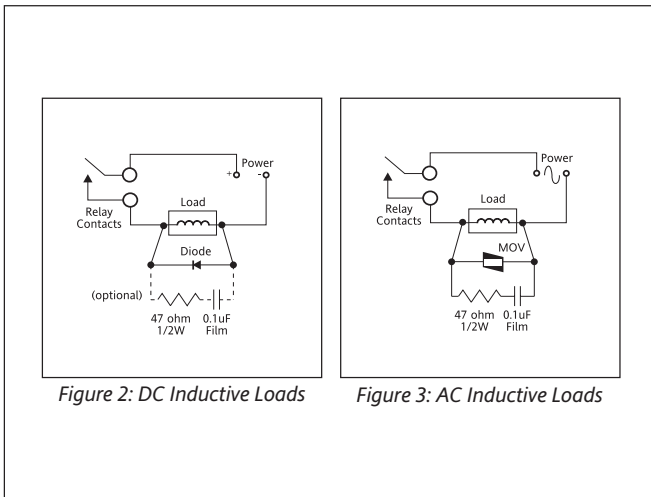 Power
+ -
Load
Relay
Contacts
Diode
(optional)
47 ohm
1/2W
0.1uF
Film
Figure 2: DC Inductive Loads
Power
Load
Relay
Contacts
MOV
47 ohm
1/2W
0.1uF
Film
Figure 3: AC Inductive Loads